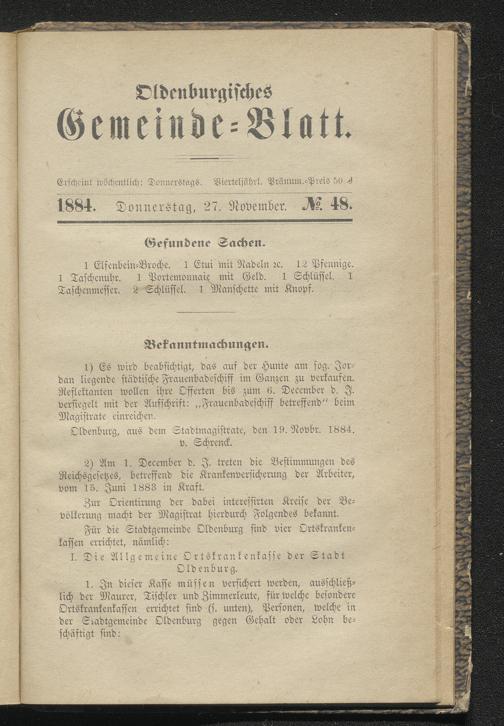 Oldenburgisches
Gemeinde-Blatt.
Erscheint wöchentlich: Donnerstags. Vierteljährl. Pränum.-Preis 50 ₰
1884. Donnerstag, 27. November. №. 48.
Gefundene Sachen.
1 Elfenbein-Broche. 1 Etui mit Nadeln ꝛc. 12 Pfennige.
1 Taschenuhr. 1 Portemonnaie mit Geld. 1 Schlüssel. 1
Taschenmesser. 2 Schlüssel. 1 Manschette mit Knopf.
Bekanntmachungen.
1) Es wird beabsichtigt, das auf der Hunte am sog. Jor-
dan liegende städtische Frauenbadeschiff im Ganzen zu verkaufen.
Reflektanten wollen ihre Offerten bis zum 6. December d. J.
versiegelt mit der Aufschrift: „Frauenbadeschiff betreffend“ beim
Magistrate einreichen.
Oldenburg, aus dem Stadtmagistrate, den 19. Novbr. 1884.
v. Schrenck.
2) Am 1. December d. J. treten die Bestimmungen des
Reichsgesetzes, betreffend die Krankenversicherung der Arbeiter,
vom 15. Juni 1883 in Kraft.
Zur Orientirung der dabei interessirten Kreise der Be-
völkerung macht der Magistrat hierdurch Folgendes bekannt.
Für die Stadtgemeinde Oldenburg sind vier Ortskranken-
kassen errichtet, nämlich:
I. Die Allgemeine Ortskrankenkasse der Stadt
Oldenburg.
1. In dieser Kasse müssen versichert werden, ausschließ-
lich der Maurer, Tischler und Zimmerleute, für welche besondere
Ortskrankenkassen errichtet sind (s. unten), Personen, welche in
der Stadtgemeinde Oldenburg gegen Gehalt oder Lohn be-
schäftigt sind: